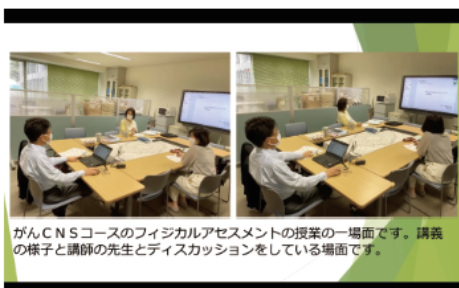 がんＣＮＳコースのフィジカルアセスメントの授業の一場面です。講義
の様子と講師の先生とディスカッションをしている場面です。